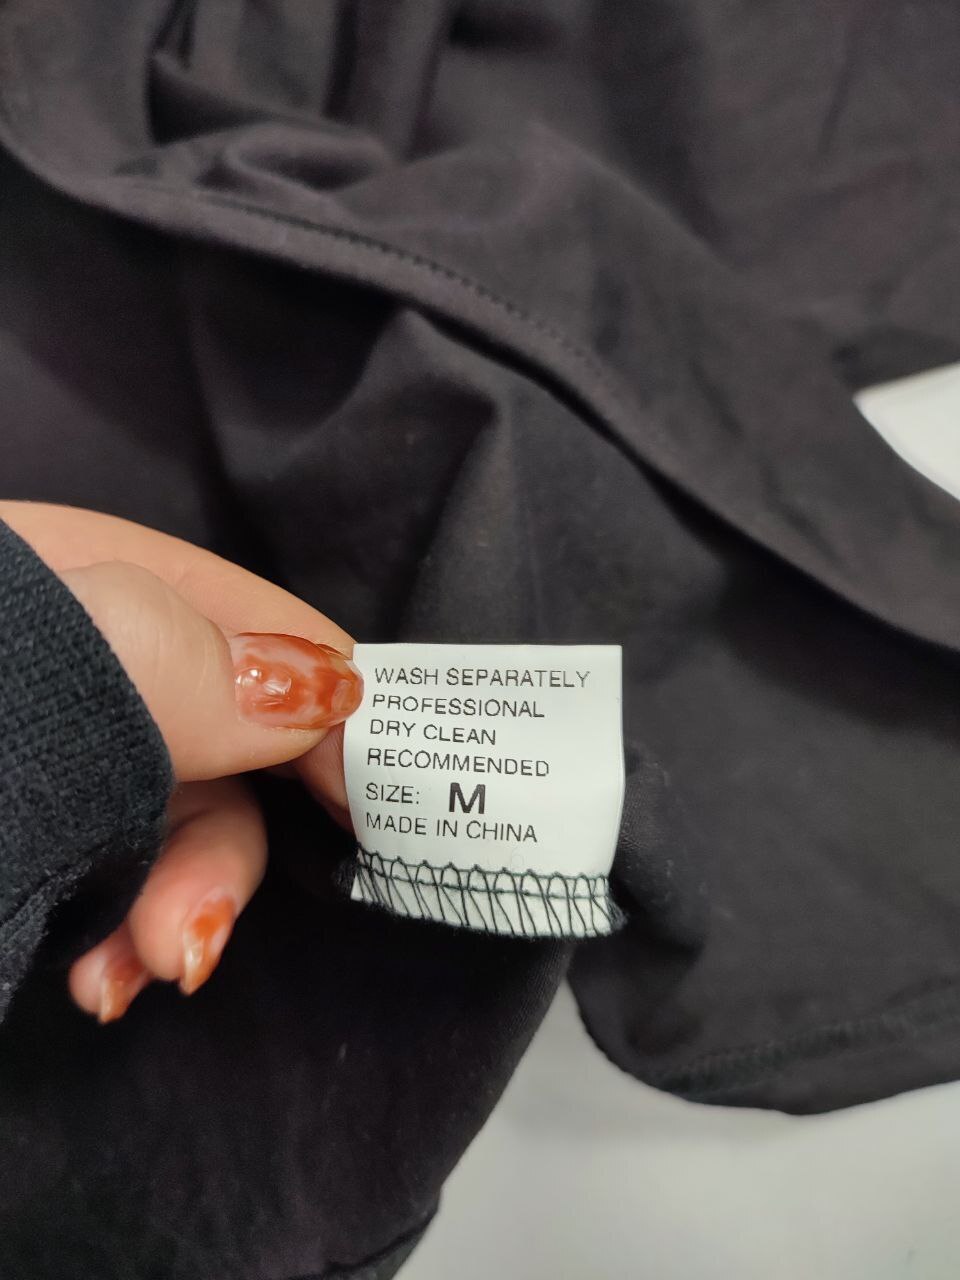 WASH SEPARATELY
PROFESSIONAL
DRY CLEAN
RECOMMENDED
SIZE: M
MADE IN CHINA